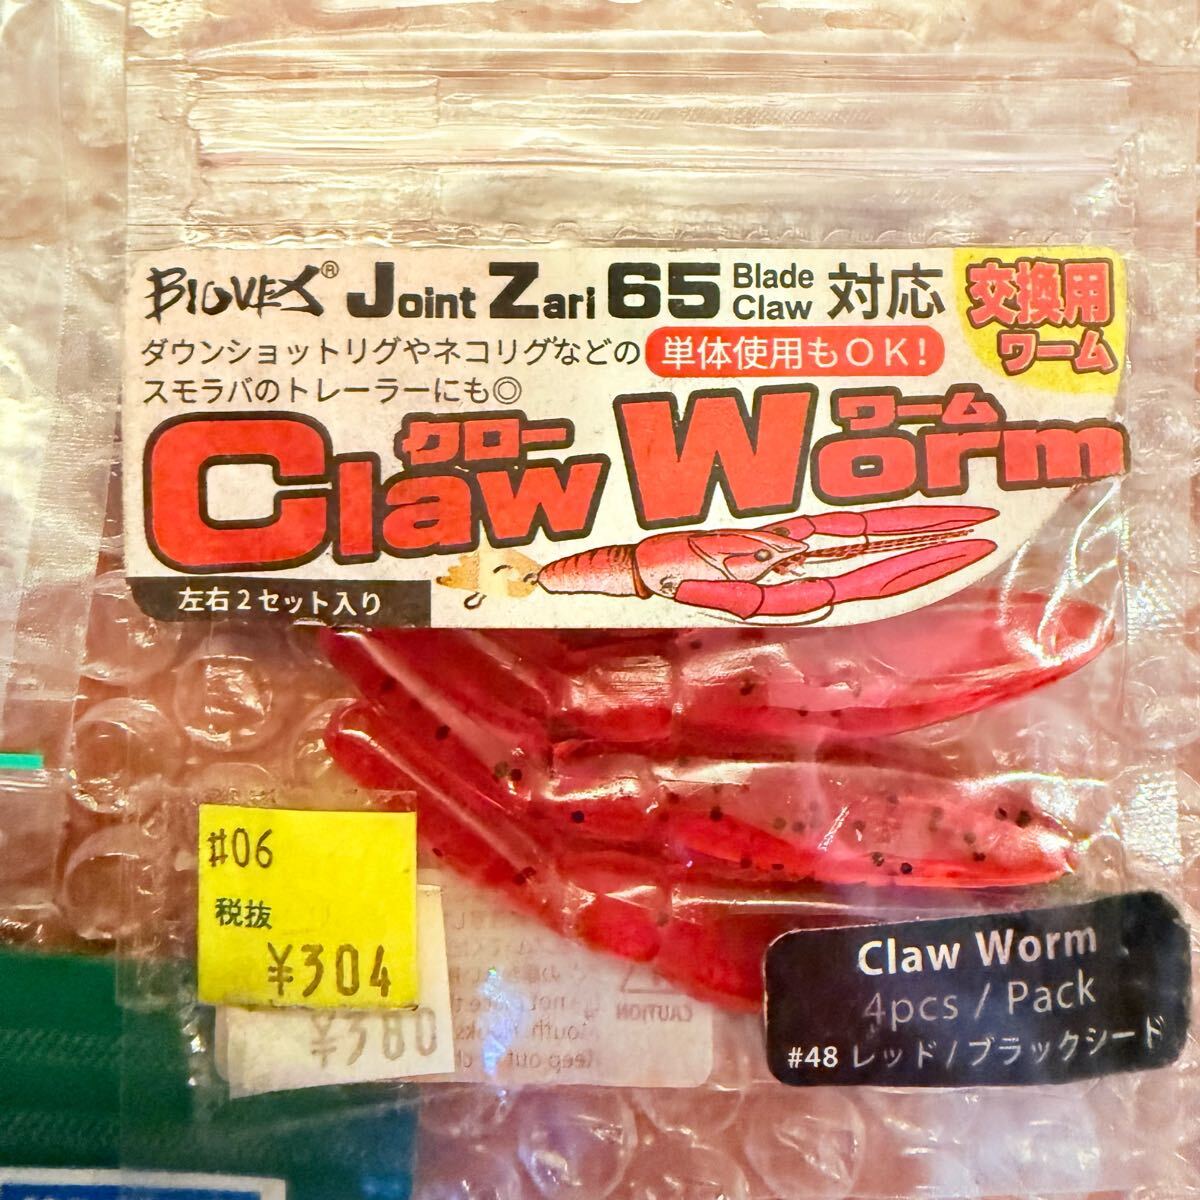 BIOVEX® Joint Zari 65 Blade Claw 対応
交換用
ワーム
ダウンショットリグやネコリグなどの 単体使用もOK!
スモラバのトレーラーにも◎
クロー ワーム
Claw Worm
左右2セット入り
#06
税抜
¥304
¥380
CAUTION
Claw Worm
4pcs / Pack
#48 レッド/ブラックシード